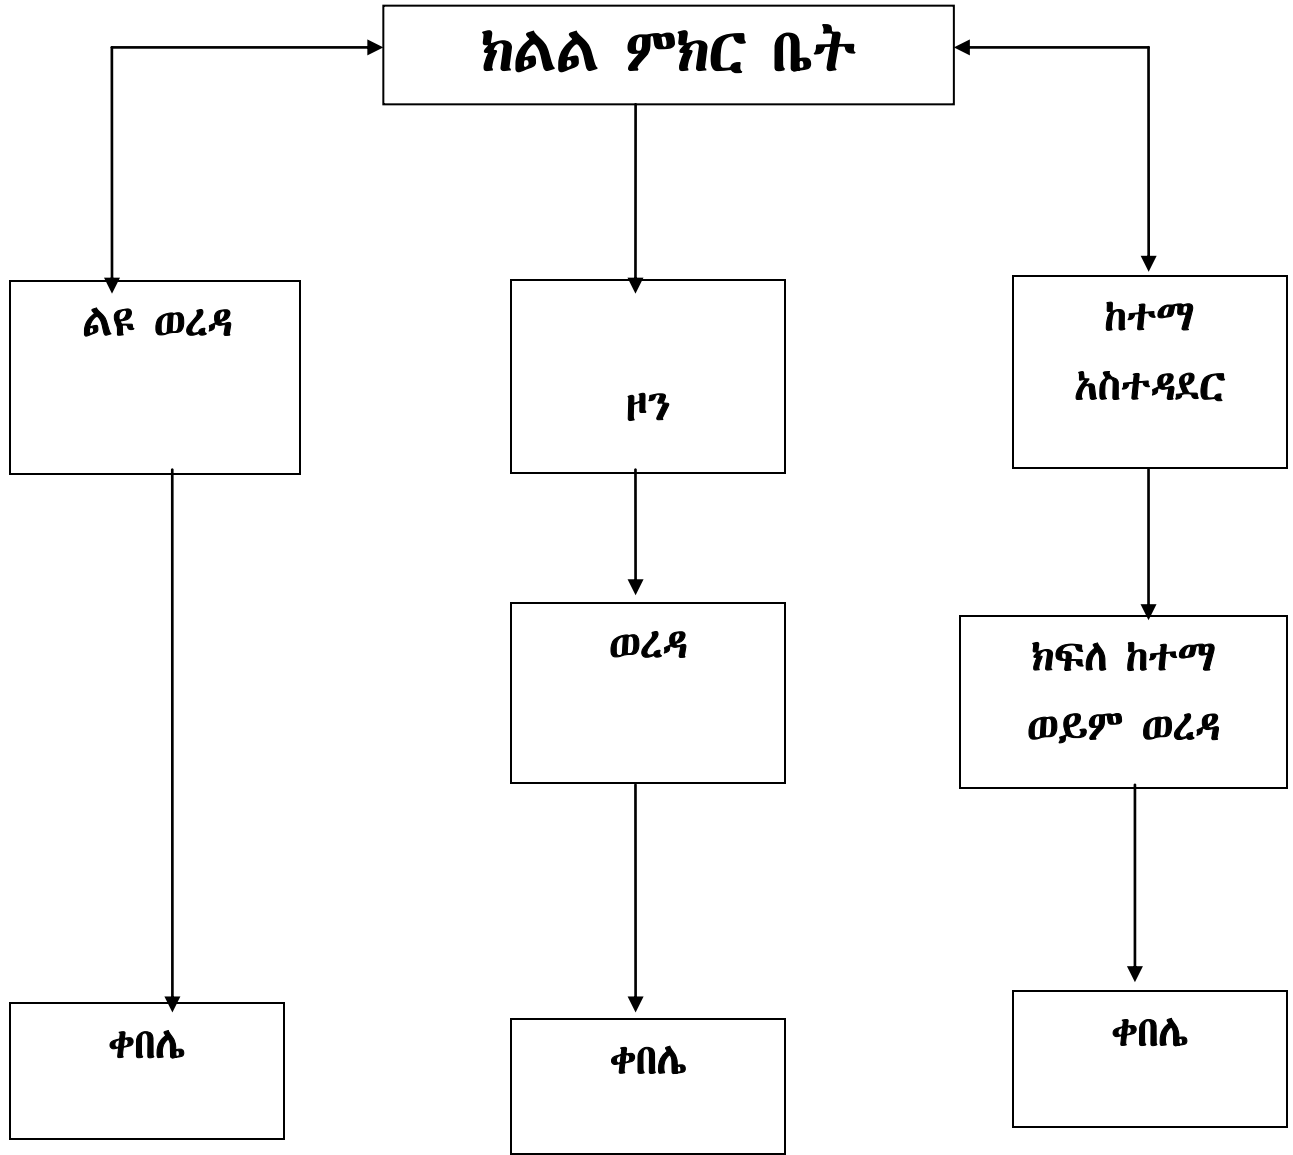 ክልል ምክር ቤት
ልዩ ወረዳ
ዞን
ከተማ
አስተዳደር
ወረዳ
ክፍለ ከተማ
ወይም ወረዳ
ቀበሌ
ቀበሌ
ቀበሌ